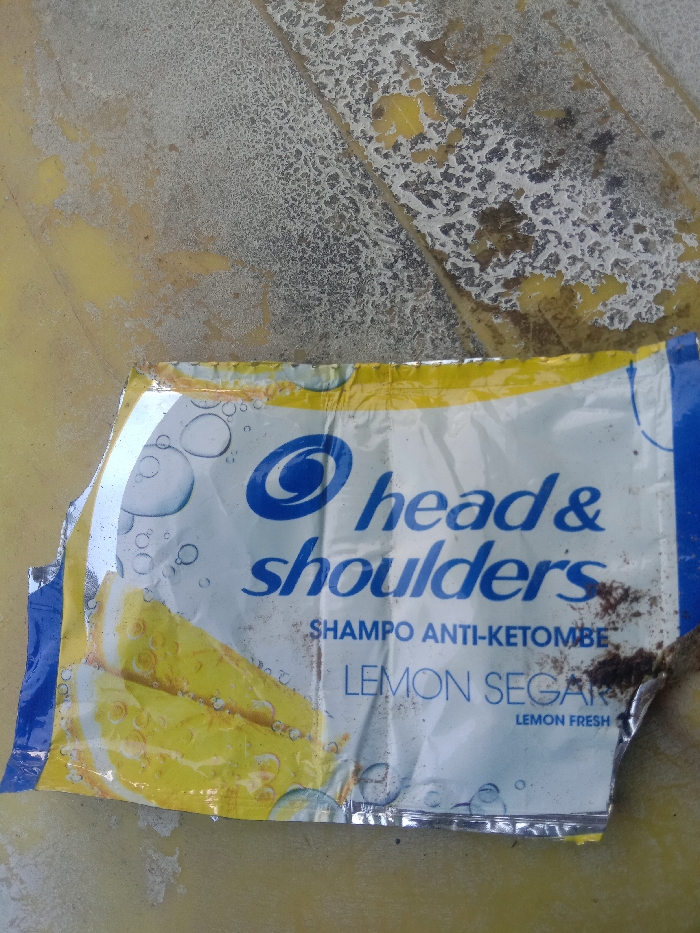 head &
shoulders
SHAMPO ANTI-KETOMBE
LEMON SEGAR
LEMON FRESH